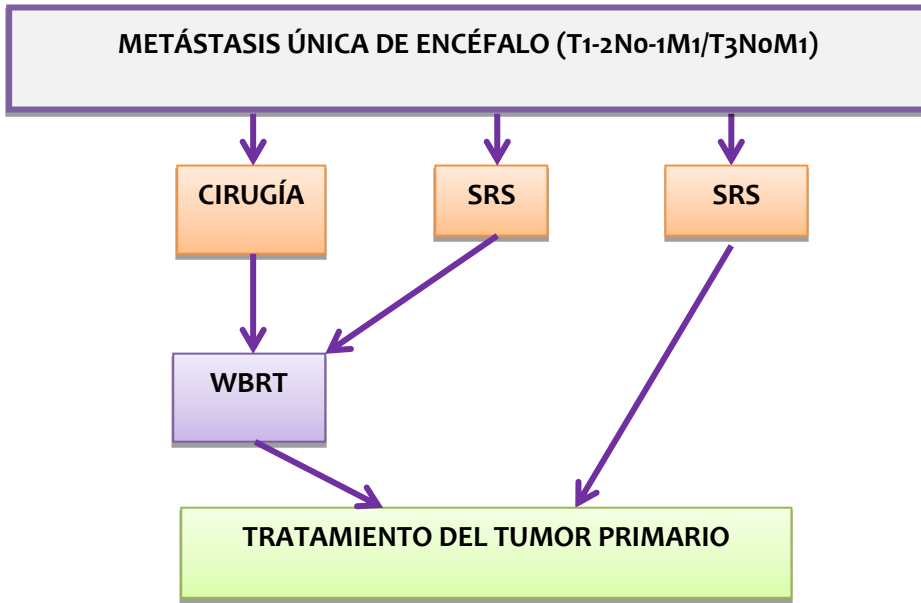 METÁSTASIS ÚNICA DE ENCÉFALO (T1-2N0-1M1/T3N0M1)
CIRUGÍA
SRS
SRS
WBRT
TRATAMIENTO DEL TUMOR PRIMARIO